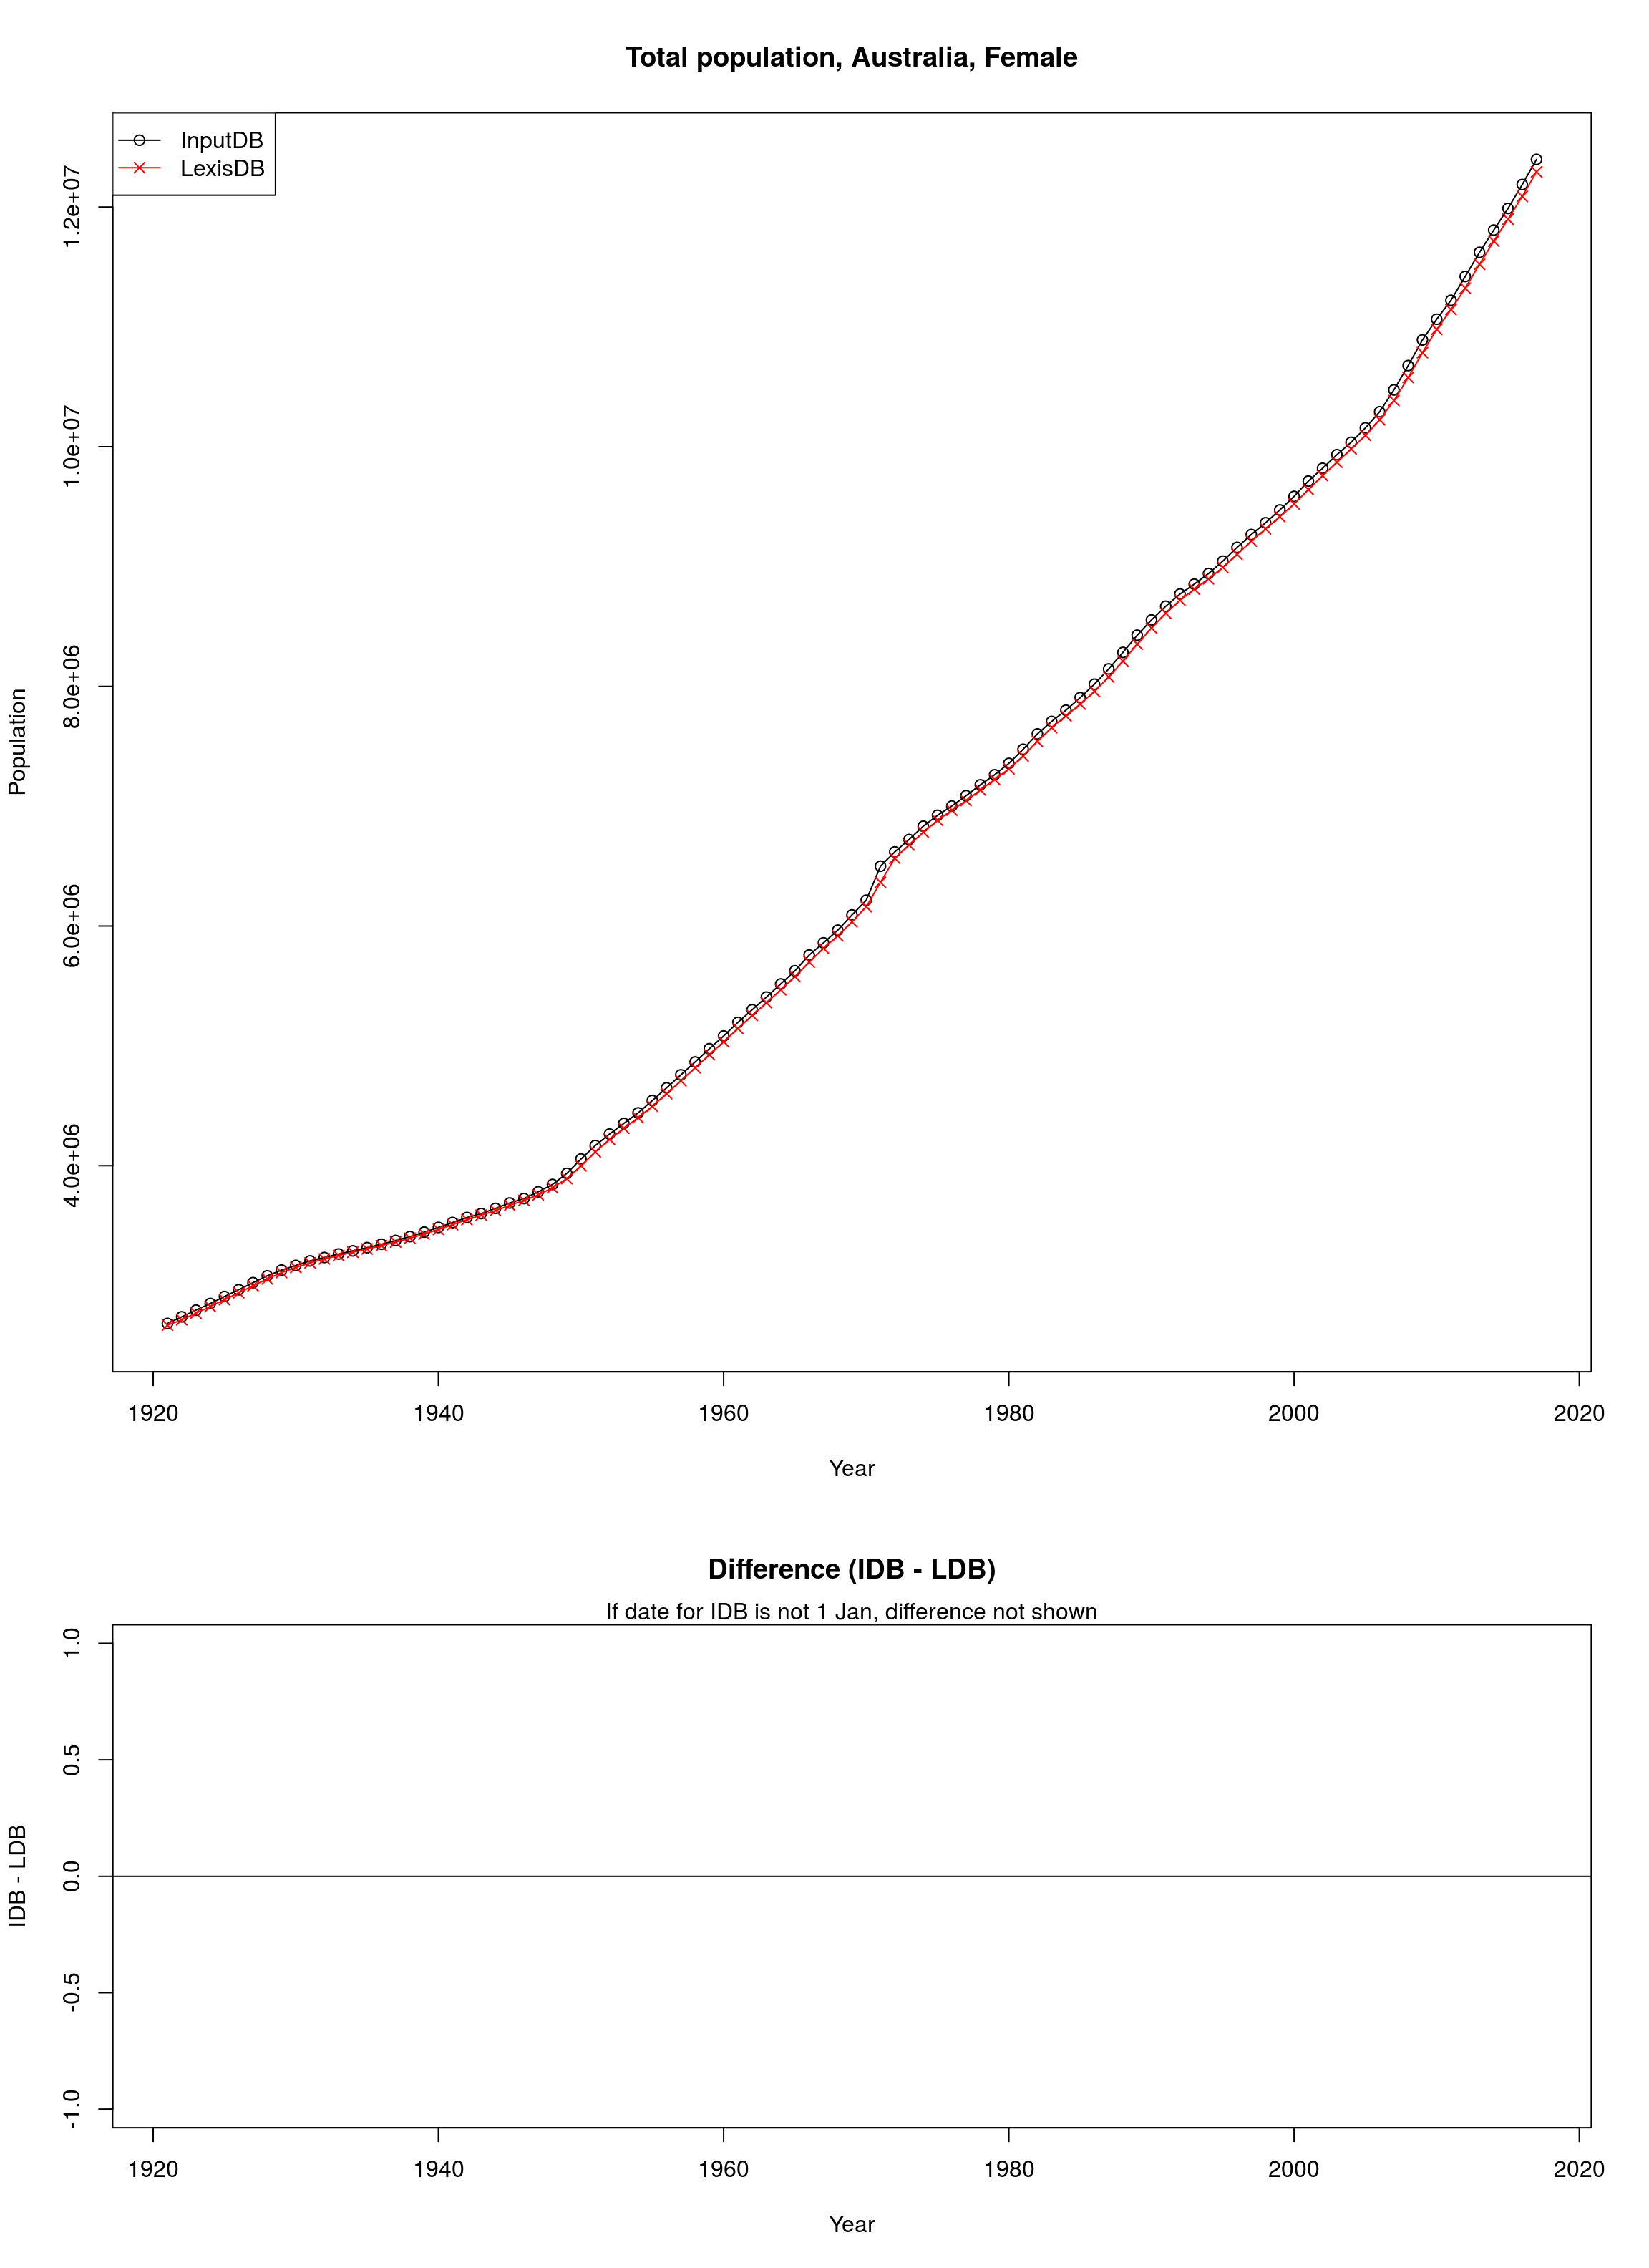 Total population, Australia, Female
InputDB
LexisDB
Population
1.2e+07
1.0e+07
8.0e+06
6.0e+06
4.0e+06
1920 1940 1960 1980 2000 2020
Year
Difference (IDB - LDB)
If date for IDB is not 1 Jan, difference not shown
IDB - LDB
1.0
0.5
0.0
-0.5
-1.0
1920 1940 1960 1980 2000 2020
Year